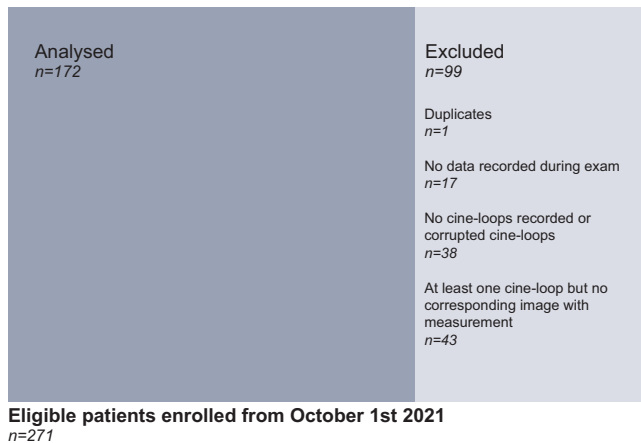 Analysed
n=172
Excluded
n=99
Duplicates
n=1
No data recorded during exam
n=17
No cine-loops recorded or
corrupted cine-loops
n=38
At least one cine-loop but no
corresponding image with
measurement
n=43
Eligible patients enrolled from October 1st 2021
n=271